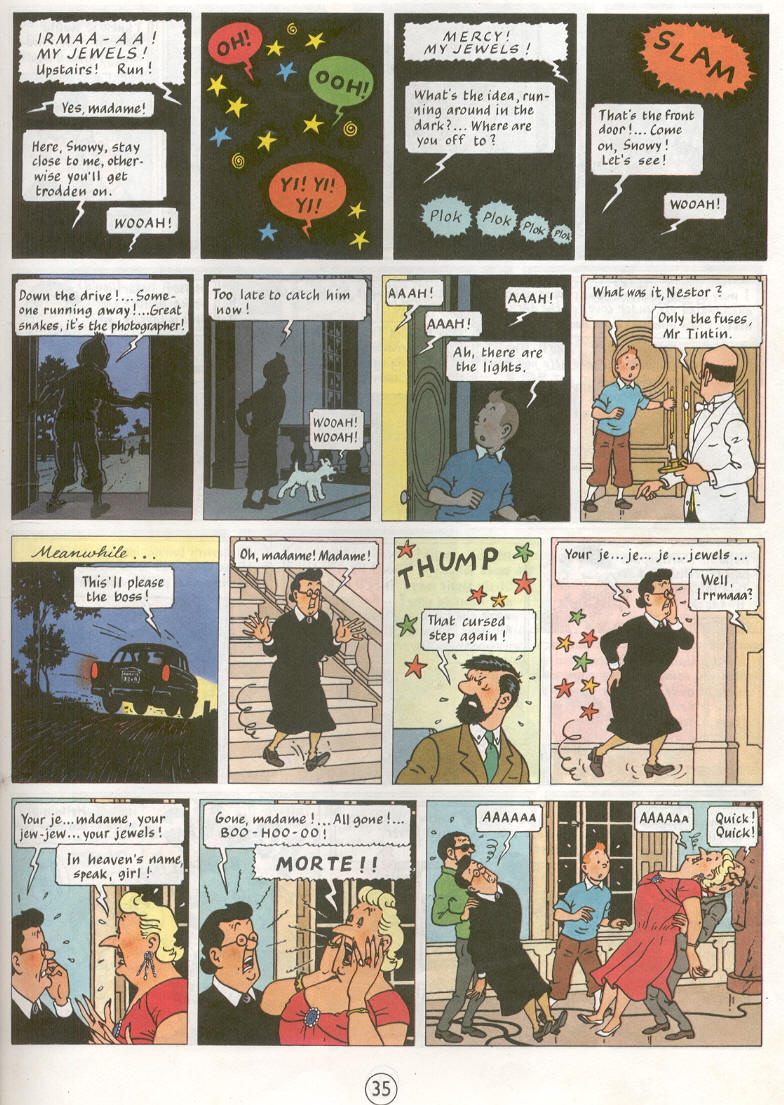 IRMAA-AA!
MY JEWELS!
Upstairs! Run!
Yes, madame!
Here, Snowy, stay
close to me, other-
wise you'll get
trodden on.
WOOAH!
OH!
OOH!
YI! YI!
YI!
MERCY!
MY JEWELS!
What's the idea, run-
ning around in the
dark?... Where are
you off to?
Plok
Plok
Plok
Plok
SLAM
That's the front
door!... Come
on, Snowy!
Let's see!
WOOAH!
Down the drive!... Some-
one running away!...Great
snakes, it's the photographer!
Too late to catch him
now!
WOOAH!
WOOAH!
AAAH!
AAAH!
AAAH!
Ah, there are
the lights.
What was it, Nestor?
Only the fuses,
Mr Tintin.
Meanwhile...
This'll please
the boss!
Oh, madame! Madame!
THUMP
That cursed
step again!
Your je... je... je...jewels...
Well,
Irrmaaa?
Your je...mdaame, your
jew-jew...your jewels!
In heaven's name,
speak, girl!
Gone, madame!...All gone!...
BOO-HOO-OO!
MORTE!!
AAAAAA
AAAAAA
Quick!
Quick!
35